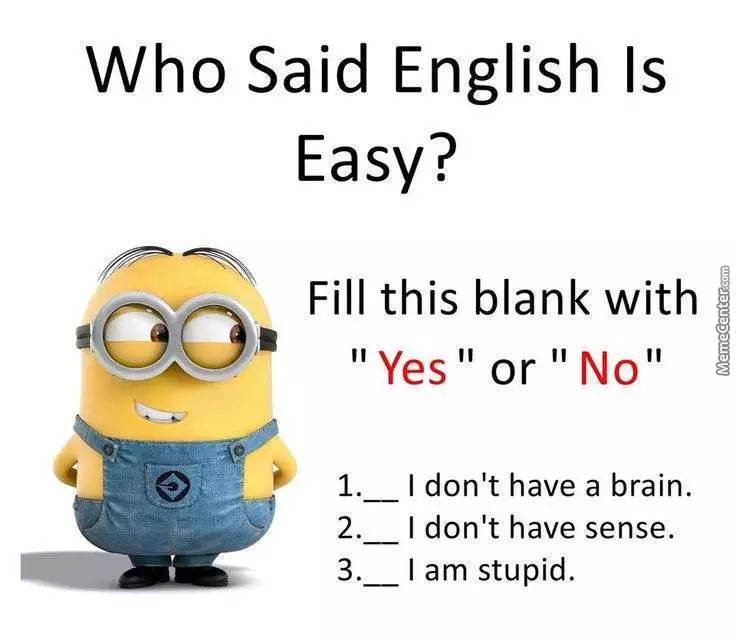 Who Said English Is
Easy?
Fill this blank with
" Yes " or " No "
1.__ I don't have a brain.
2.__ I don't have sense.
3.__ I am stupid.
MemeCenter.com